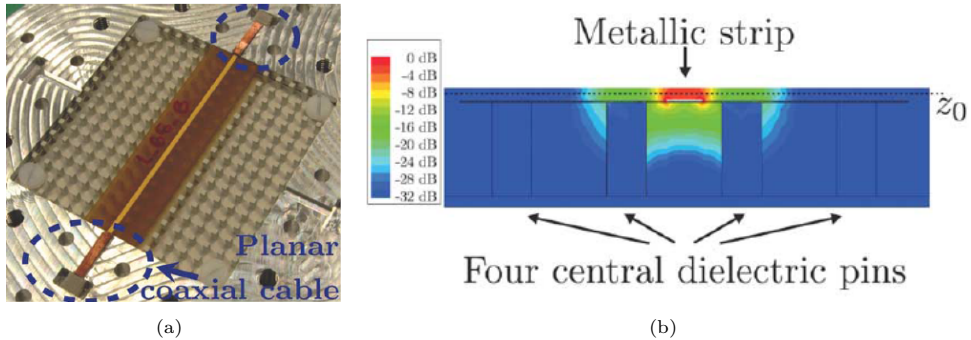 Planar
coaxial cable
(a)
Metallic strip
0 dB
-4 dB
-8 dB
-12 dB
-16 dB
-20 dB
-24 dB
-28 dB
-32 dB
z0
Four central dielectric pins
(b)